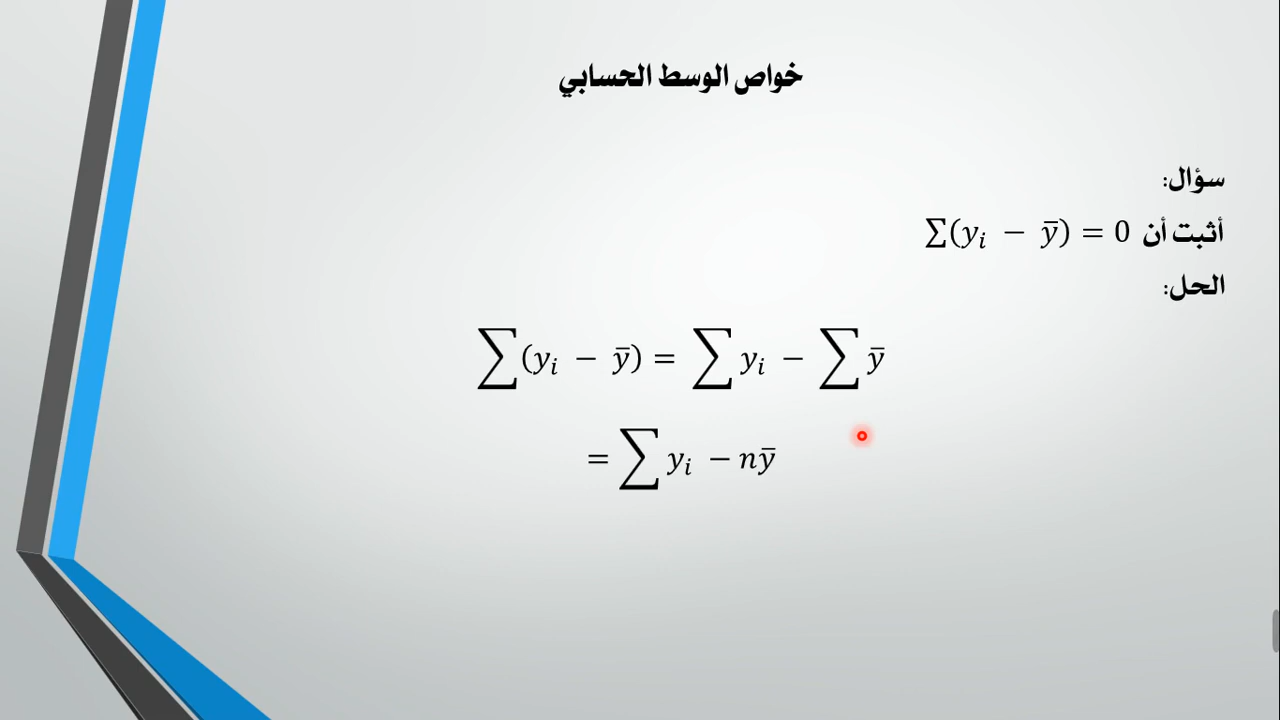 خواص الوسط الحسابي
سؤال:
أثبت أن ∑(yᵢ − ȳ) = 0
الحل:
∑(yᵢ − ȳ) = ∑yᵢ − ∑ȳ
= ∑yᵢ − nȳ